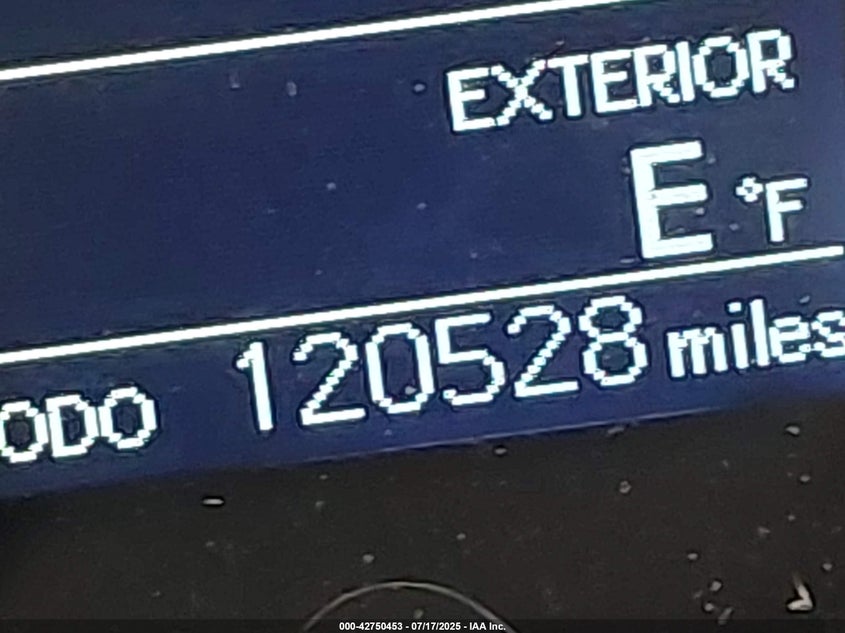 EXTERIOR
E °F
ODO 120528 miles
000-42750453 - 07/17/2025 - IAA Inc.